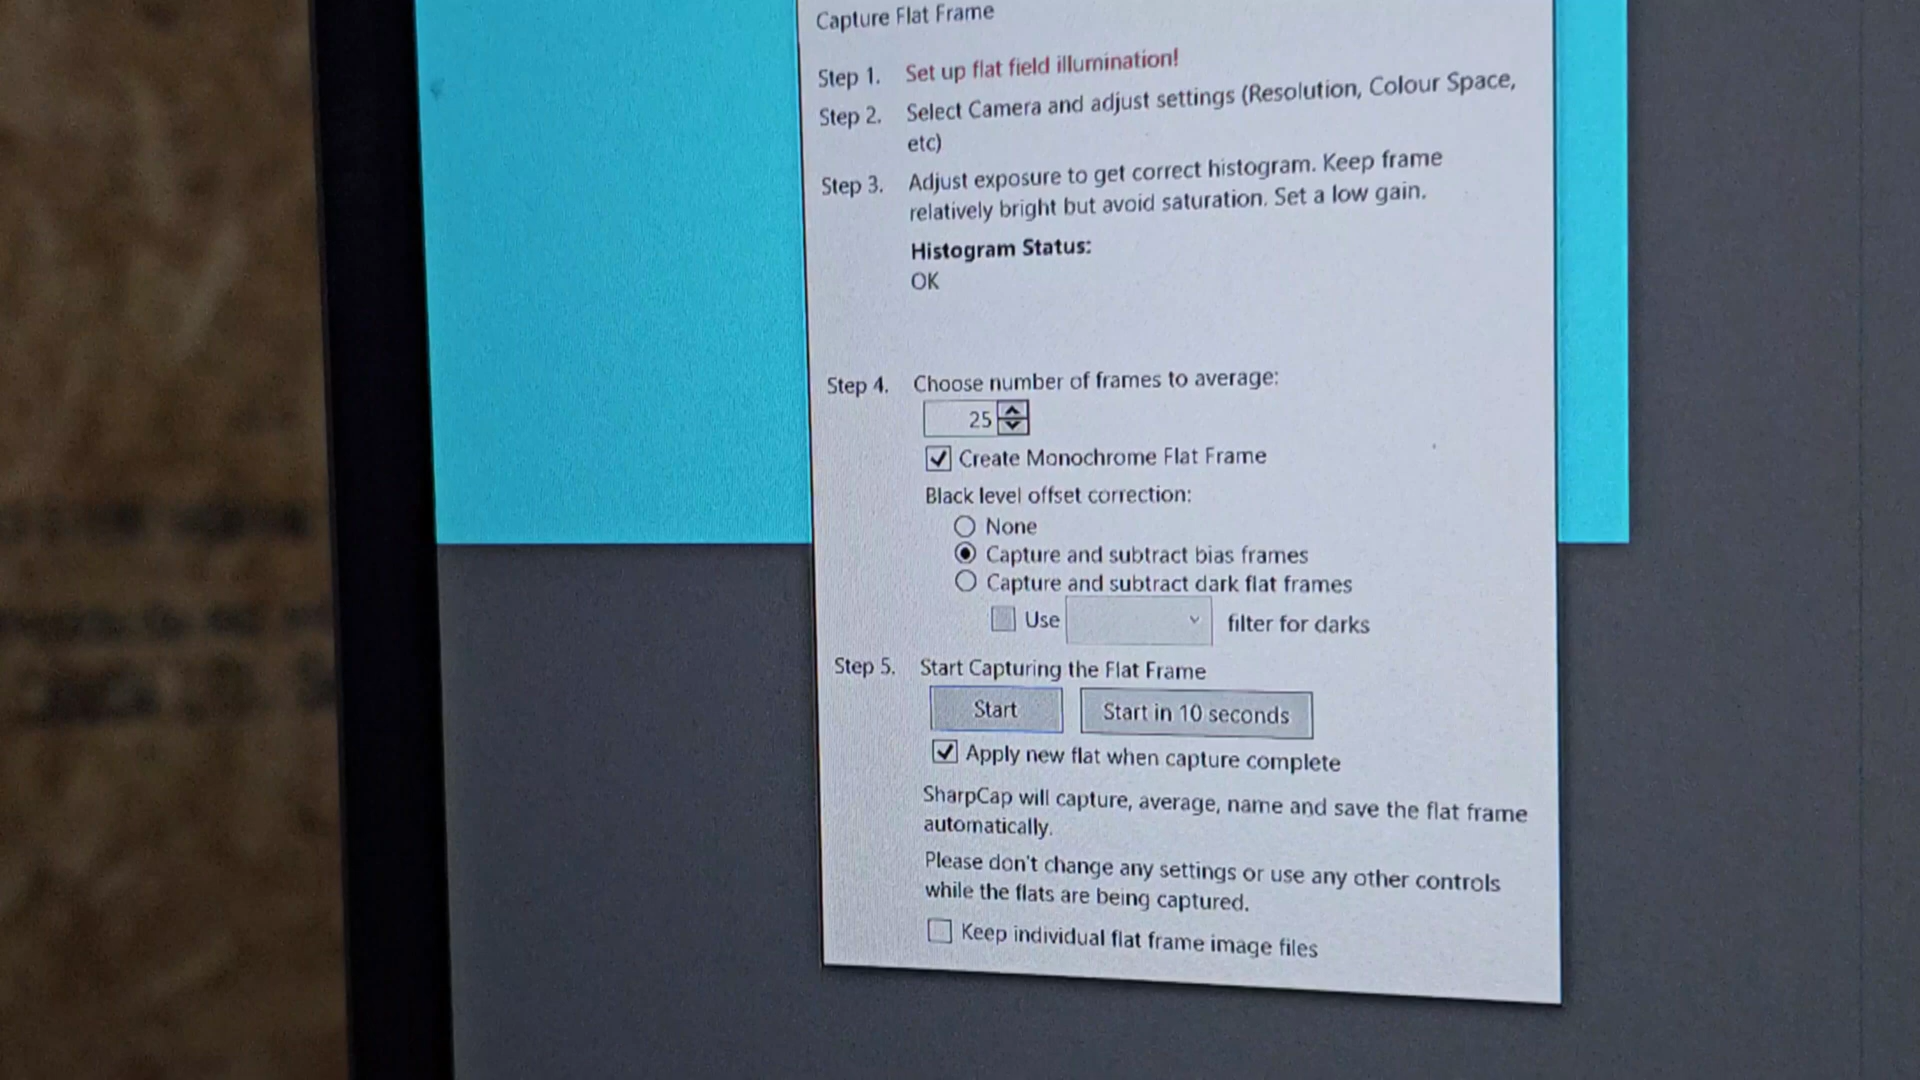 Capture Flat Frame
Step 1. Set up flat field illumination!
Step 2. Select Camera and adjust settings (Resolution, Colour Space,
etc)
Step 3. Adjust exposure to get correct histogram. Keep frame
relatively bright but avoid saturation. Set a low gain.
Histogram Status:
OK
Step 4. Choose number of frames to average:
25
Create Monochrome Flat Frame
Black level offset correction:
None
Capture and subtract bias frames
Capture and subtract dark flat frames
Use filter for darks
Step 5. Start Capturing the Flat Frame
Start Start in 10 seconds
Apply new flat when capture complete
SharpCap will capture, average, name and save the flat frame
automatically.
Please don't change any settings or use any other controls
while the flats are being captured.
Keep individual flat frame image files